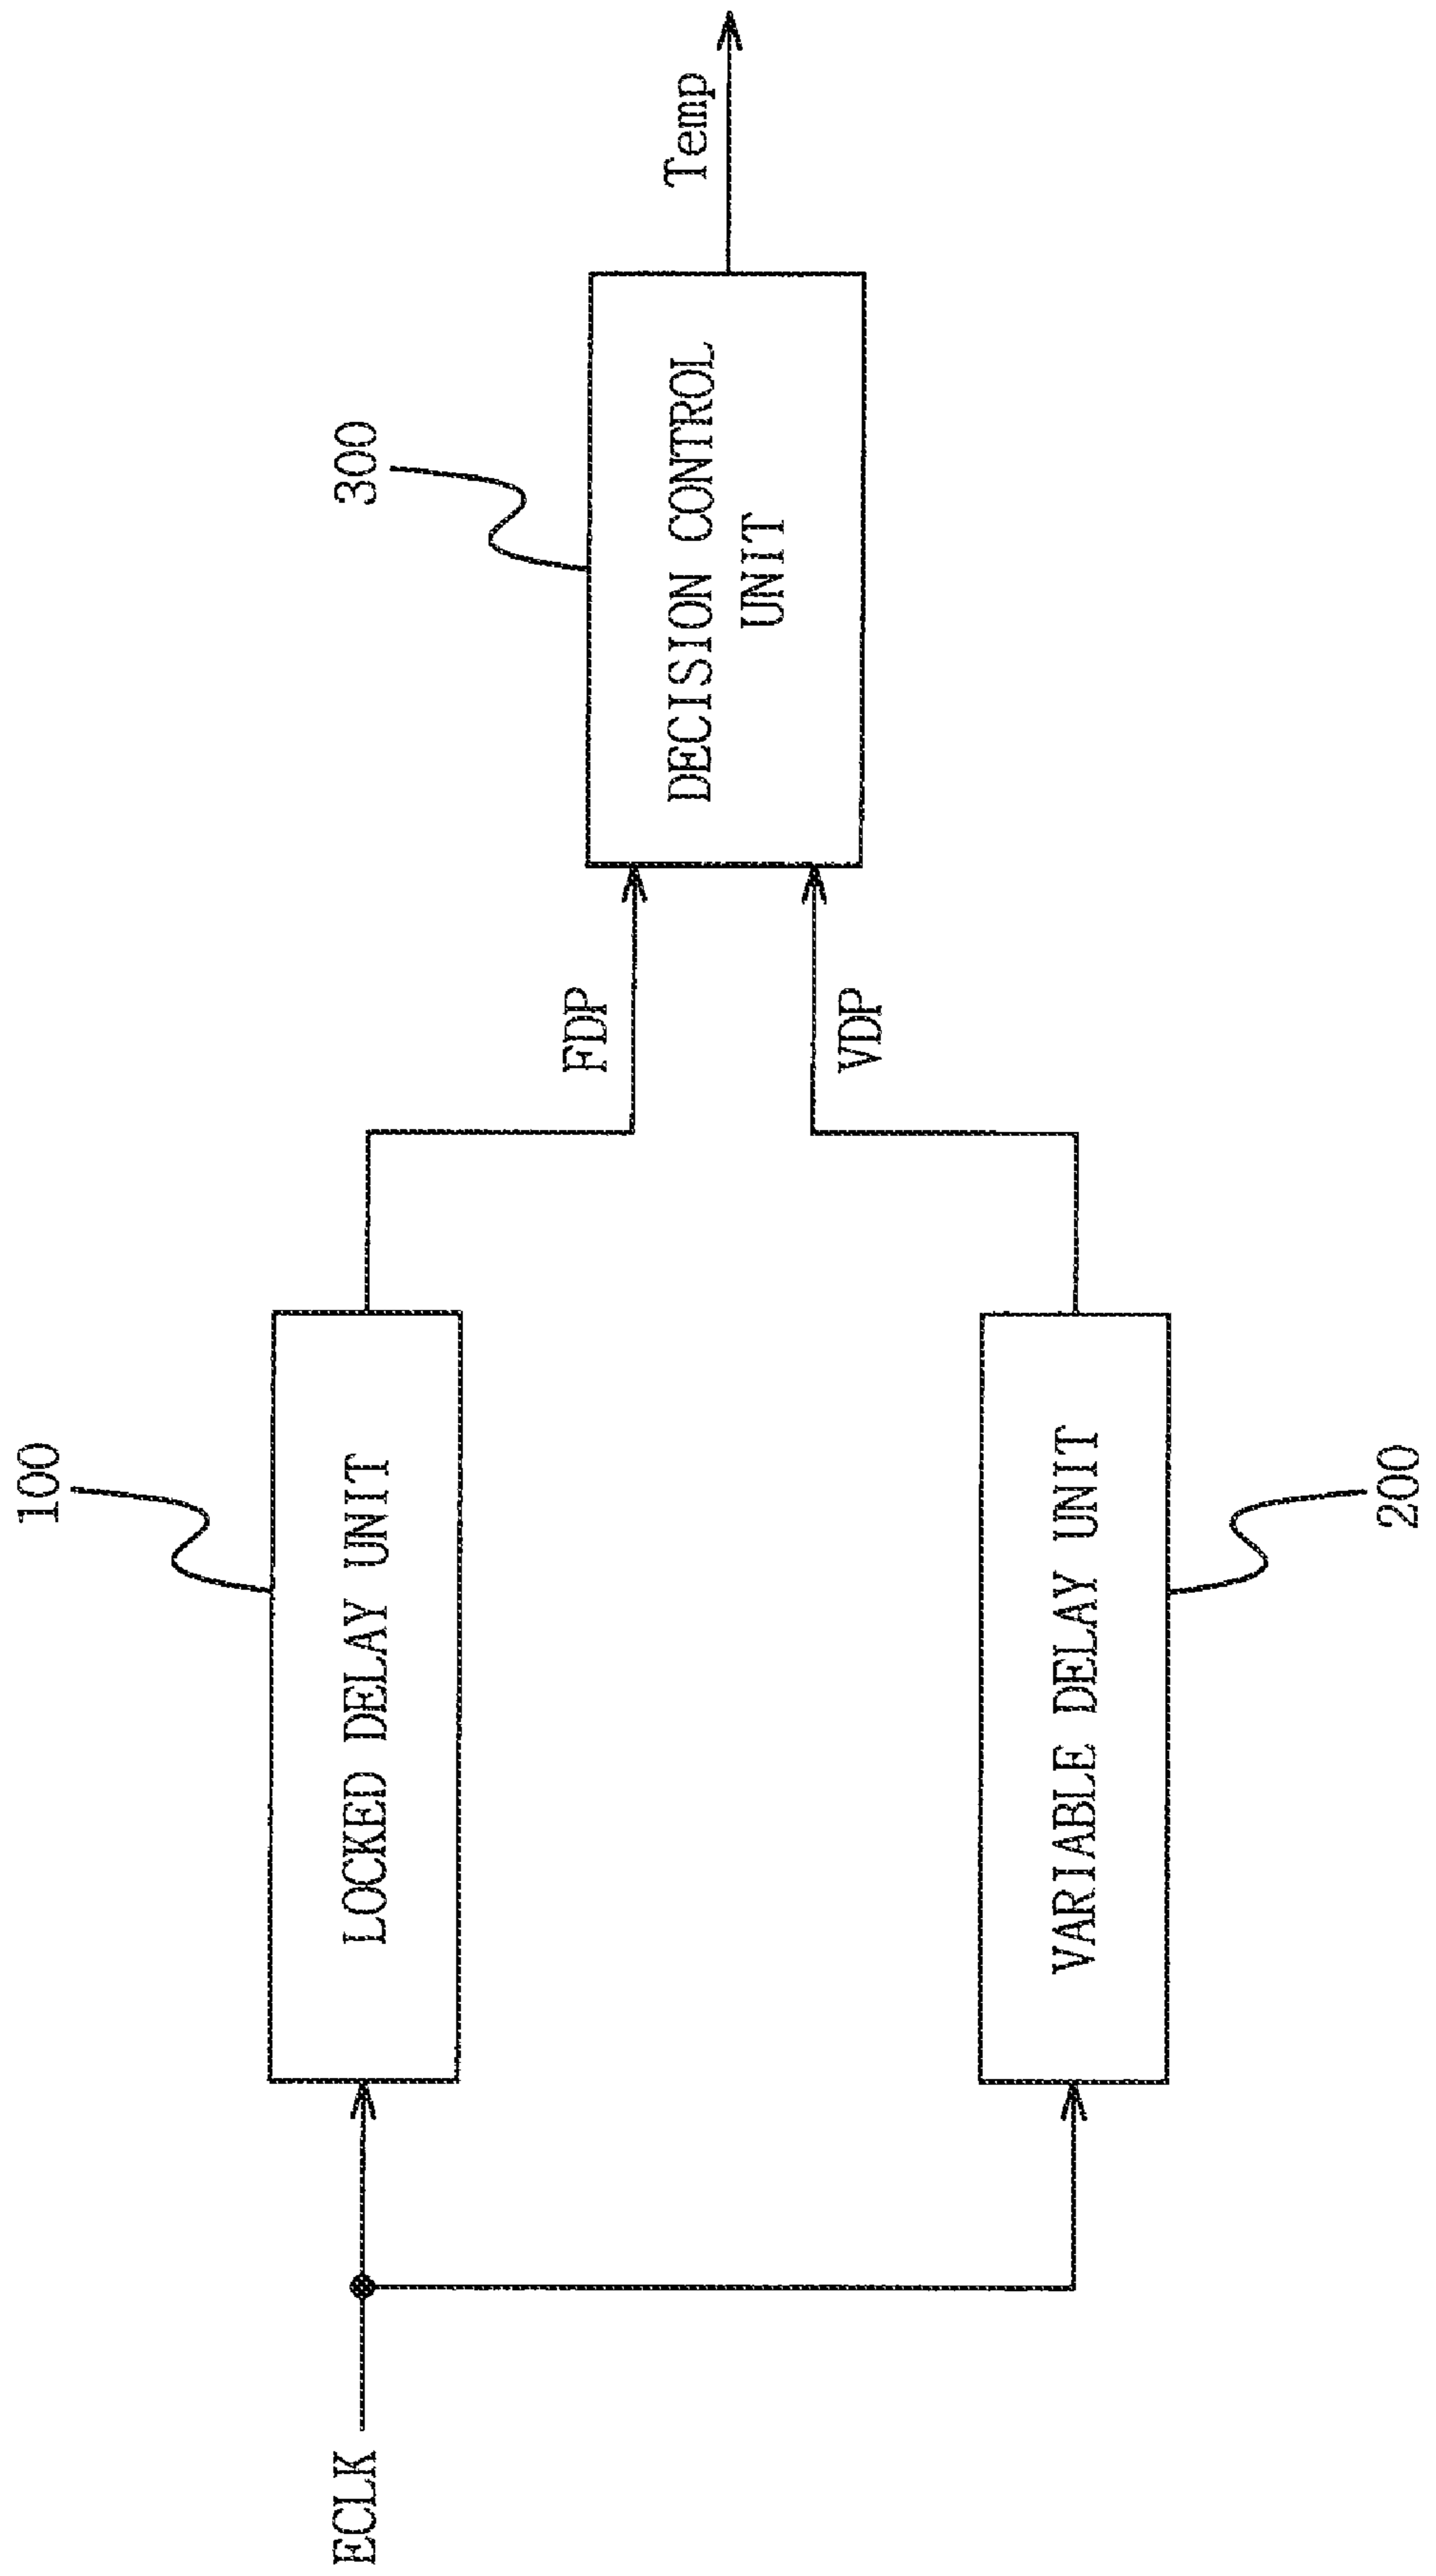 ECLK
100
LOCKED DELAY UNIT
200
VARIABLE DELAY UNIT
FDP
VDP
300
DECISION CONTROL
UNIT
Temp